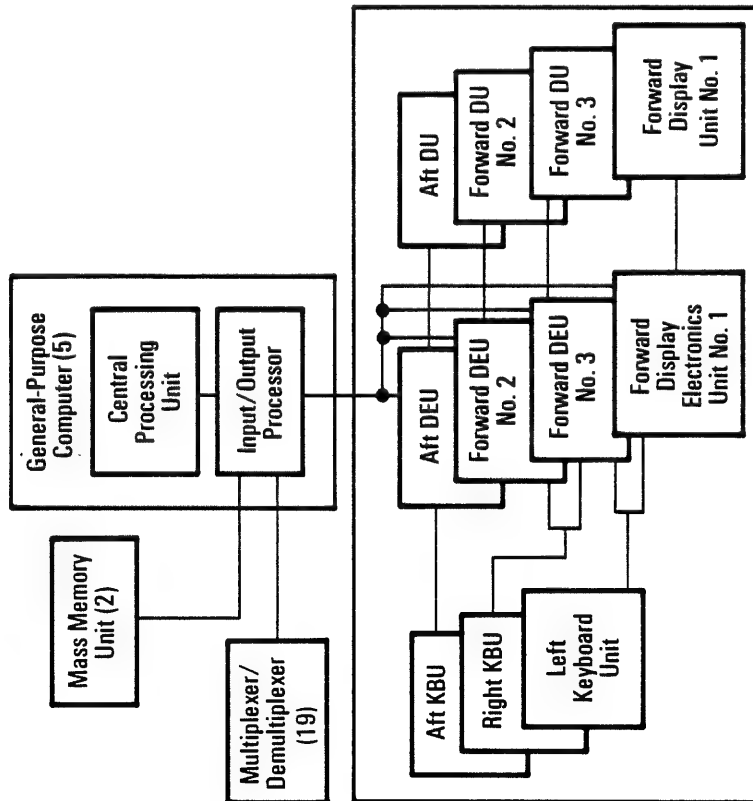 Mass Memory
Unit (2)
Multiplexer/
Demultiplexer
(19)
General-Purpose
Computer (5)
Central
Processing
Unit
Input/Output
Processor
Aft KBU
Right KBU
Left
Keyboard
Unit
Aft DEU
Forward DEU
No. 2
Forward DEU
No. 3
Forward
Display
Electronics
Unit No. 1
Aft DU
Forward DU
No. 2
Forward DU
No. 3
Forward
Display
Unit No. 1